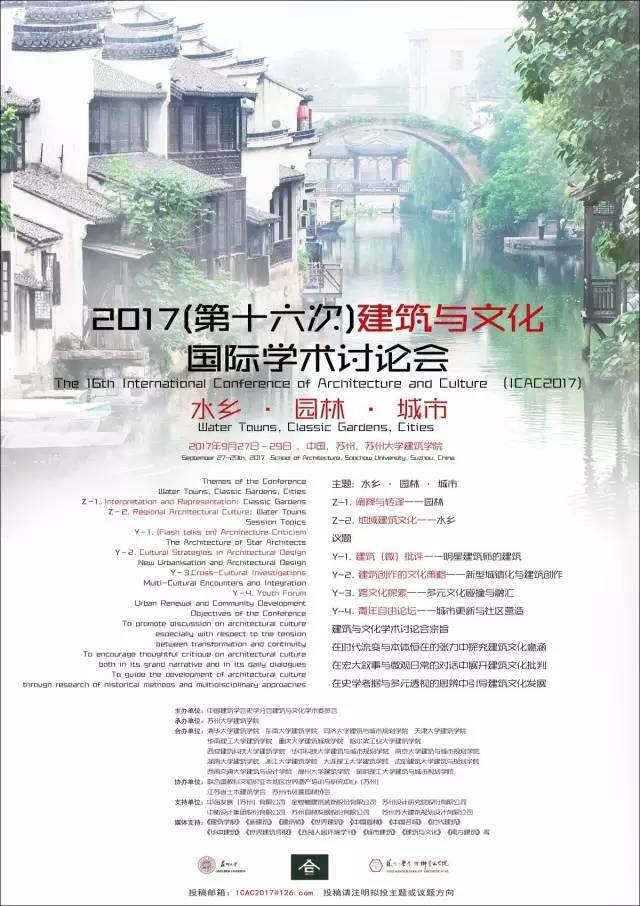 2017(第十六次)建筑与文化
国际学术讨论会
The 16th International Conference of Architecture and Culture (ICAC2017)
水乡 · 园林 · 城市
Water Towns, Classic Gardens, Cities
2017年9月27日-29日，中国，苏州，苏州大学建筑学院
September 27-29th, 2017 School of Architecture, Soochow University, Suzhou, China
Themes of the Conference
Water Towns, Classic Gardens, Cities
Z-1. Interpretation and Representation: Classic Gardens
Z-2. Regional Architectural Culture: Water Towns
Session Topics
Y-1. (Flash talks on) Architecture Criticism
The Architecture of Star Architects
Y-2. Cultural Strategies in Architectural Design
New Urbanisation and Architectural Design
Y-3.Cross-Cultural Investigations
Multi-Cultural Encounters and Integration
Y-4. Youth Forum
Urban Renewal and Community Development
Objectives of the Conference
To promote discussion on architectural culture
especially with respect to the tension
between transformation and continuity
To encourage thoughtful critique on architectural culture
both in its grand narrative and in its daily dialogues
To guide the development of architectural culture
through research of historical methods and multidisciplinary approaches
主题：水乡 · 园林 · 城市
Z-1. 阐释与转译——园林
Z-2. 地域建筑文化——水乡
议题
Y-1. 建筑（微）批评——明星建筑师的建筑
Y-2. 建筑创作的文化策略——新型城镇化与建筑创作
Y-3. 跨文化探索——多元文化碰撞与融汇
Y-4. 青年自由论坛——城市更新与社区营造
建筑与文化学术讨论会宗旨
在时代流变与本体恒在的张力中探究建筑文化意涵
在宏大叙事与微观日常的对话中展开建筑文化批判
在史学考据与多元透视的思辨中引导建筑文化发展
主办单位：中国建筑学会建筑史学分会建筑与文化学术委员会
承办单位：苏州大学建筑学院
合办单位：清华大学建筑学院 东南大学建筑学院 同济大学建筑与城市规划学院 天津大学建筑学院
华南理工大学建筑学院 重庆大学建筑城规学院 哈尔滨工业大学建筑学院
西安建筑科技大学建筑学院 华中科技大学建筑与城市规划学院 南京大学建筑与城市规划学院
湖南大学建筑学院 浙江大学建筑学院 大连理工大学建筑学院 沈阳建筑大学建筑与规划学院
西南交通大学建筑与设计学院 福州大学建筑学院 昆明理工大学建筑与城市规划学院
协办单位：联合国教科文组织亚太地区世界遗产培训与研究中心（苏州）
江苏省土木建筑学会 苏州市风景园林协会
支持单位：中海发展（苏州）有限公司 金螳螂建筑装饰股份有限公司 苏州设计研究院股份有限公司
中衡设计集团股份有限公司 苏州园林发展股份有限公司 苏州苏大建筑规划设计有限公司
媒体支持：《建筑学报》《新建筑》《建筑师》《世界建筑》《中国园林》《中国名城》《时代建筑》
《华中建筑》《世界建筑导报》《西部人居环境学刊》《城市建筑》《建筑与文化》《南方建筑》等
投稿邮箱：ICAC2017@126.com 投稿请注明拟投主题或议题方向